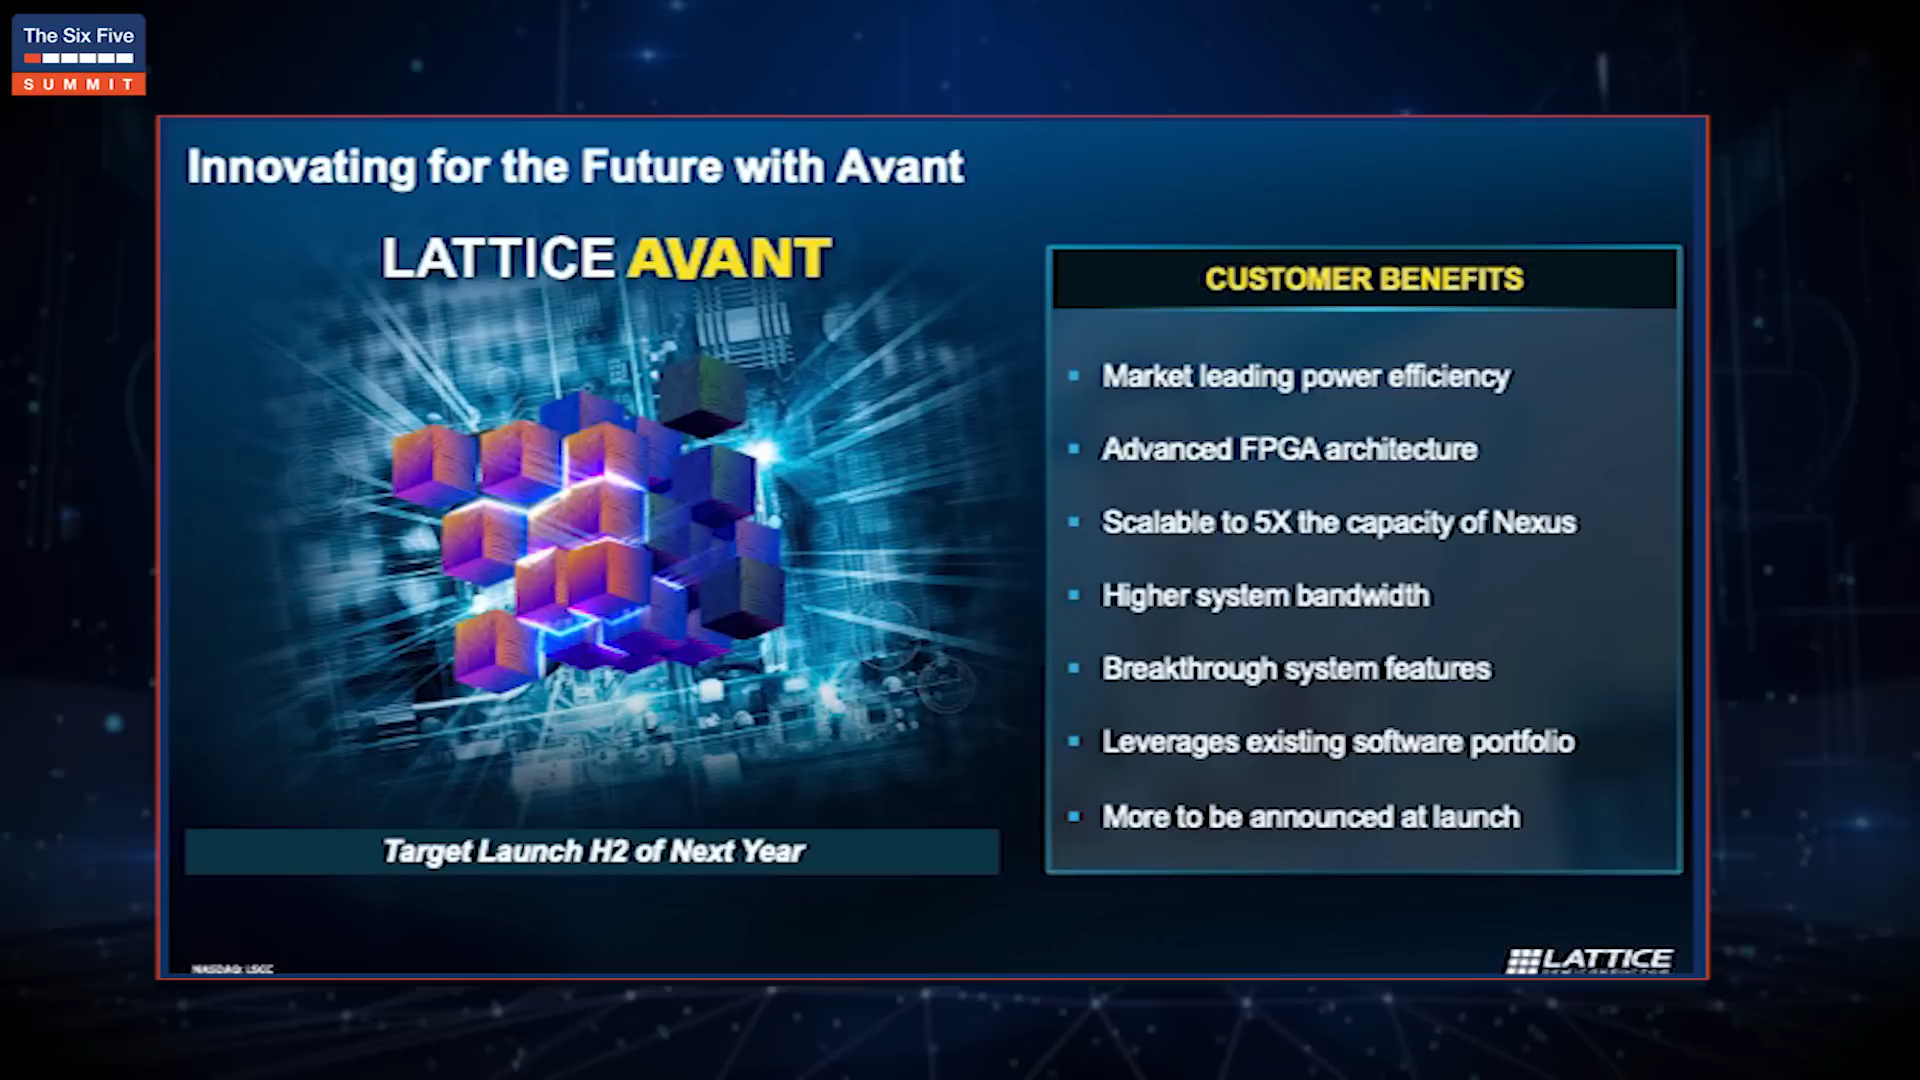 The Six Five
SUMMIT
Innovating for the Future with Avant
LATTICE AVANT
CUSTOMER BENEFITS
Market leading power efficiency
Advanced FPGA architecture
Scalable to 5X the capacity of Nexus
Higher system bandwidth
Breakthrough system features
Leverages existing software portfolio
More to be announced at launch
Target Launch H2 of Next Year
NASDAQ: LSCC
LATTICE